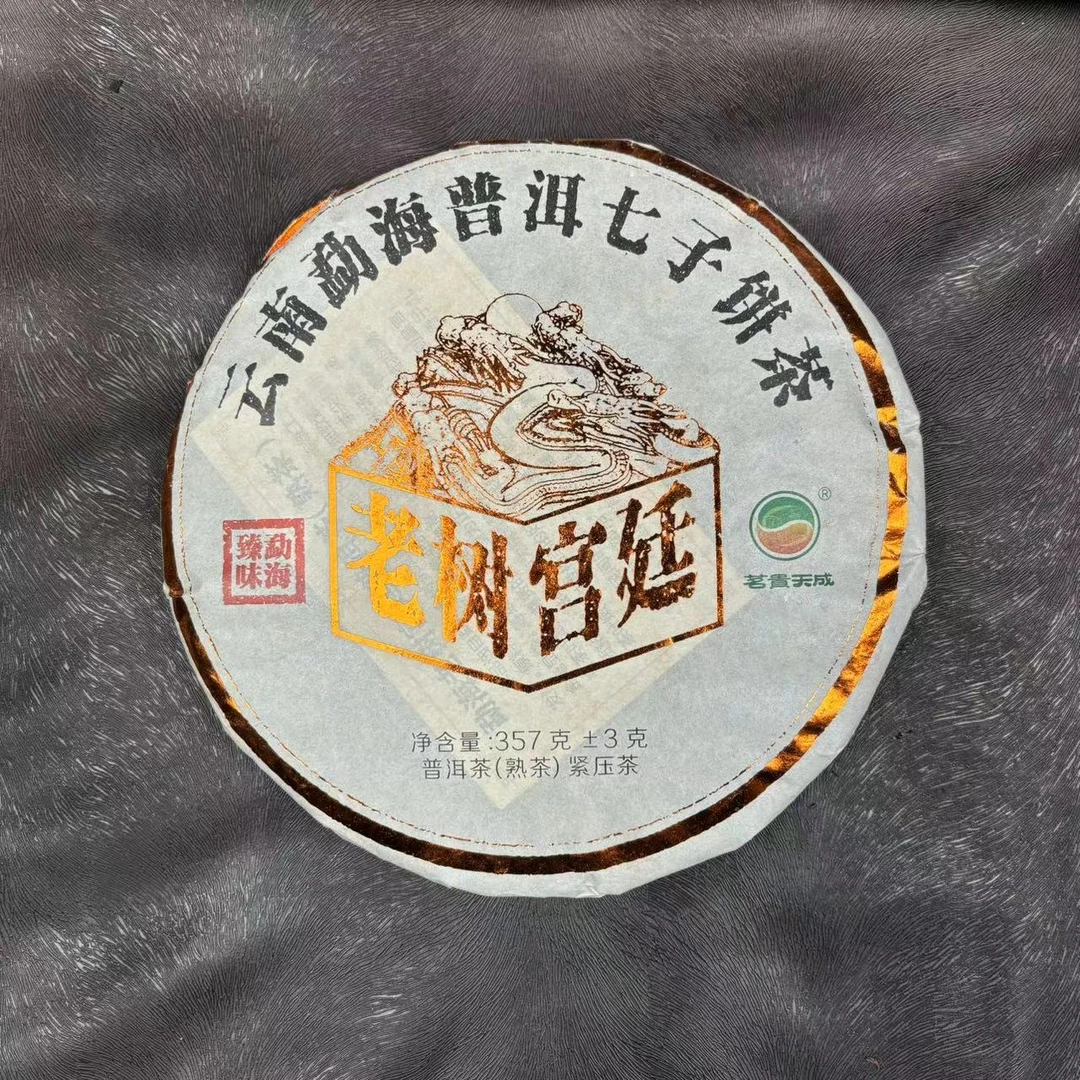 云南勐海普洱七子饼茶
老树宫廷
勐海
臻味
®
茗貴天成
净含量:357克±3克
普洱茶(熟茶)紧压茶